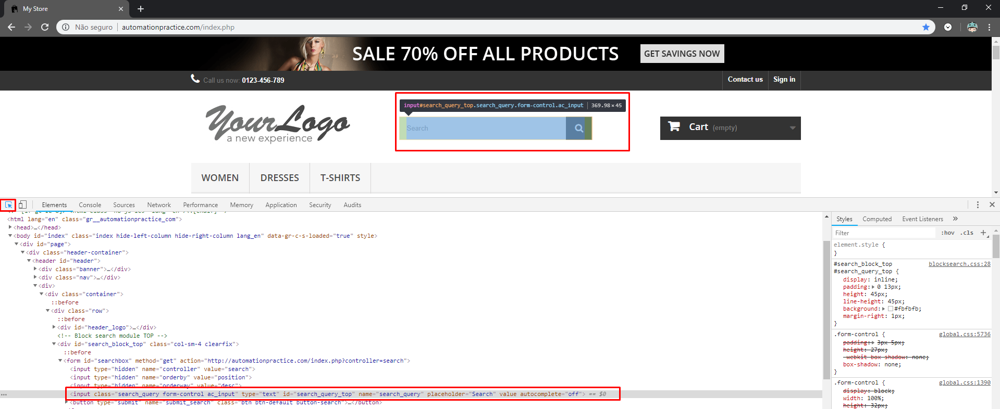 My Store
Não seguro
automationpractice.com/index.php
SALE 70% OFF ALL PRODUCTS
GET SAVINGS NOW
Call us now: 0123-456-789
Contact us
Sign in
YourLogo
a new experience
input#search_query_top.search_query.form-control.ac_input | 369.98 × 45
Search
Cart (empty)
WOMEN
DRESSES
T-SHIRTS
Elements
Console
Sources
Network
Performance
Memory
Application
Security
Audits
<html lang="en" class="gr__automationpractice_com">
<head>…</head>
<body id="index" class="index hide-left-column hide-right-column lang_en" data-gr-c-s-loaded="true" style>
<div id="page">
<div class="header-container">
<header id="header">
<div class="banner">…</div>
<div class="nav">…</div>
<div>
<div class="container">
::before
<div class="row">
::before
<div id="header_logo">…</div>
<!-- Block search module TOP -->
<div id="search_block_top" class="col-sm-4 clearfix">
::before
<form id="searchbox" method="get" action="http://automationpractice.com/index.php?controller=search">
<input type="hidden" name="controller" value="search">
<input type="hidden" name="orderby" value="position">
<input type="hidden" name="orderway" value="desc">
<input class="search_query form-control ac_input" type="text" id="search_query_top" name="search_query" placeholder="Search" value autocomplete="off"> == $0
<button type="submit" name="submit_search" class="btn btn-default button-search">…</button>
Styles
Computed
Event Listeners
Filter
:hov
.cls
element.style {
}
#search_block_top
blocksearch.css:28
#search_query_top {
display: inline;
padding: 0 13px;
height: 45px;
line-height: 45px;
background: #fbfbfb;
margin-right: 1px;
}
.form-control {
global.css:5736
padding: 3px 5px;
height: 27px;
-webkit-box-shadow: none;
box-shadow: none;
}
.form-control {
global.css:1390
display: block;
width: 100%;
height: 32px;